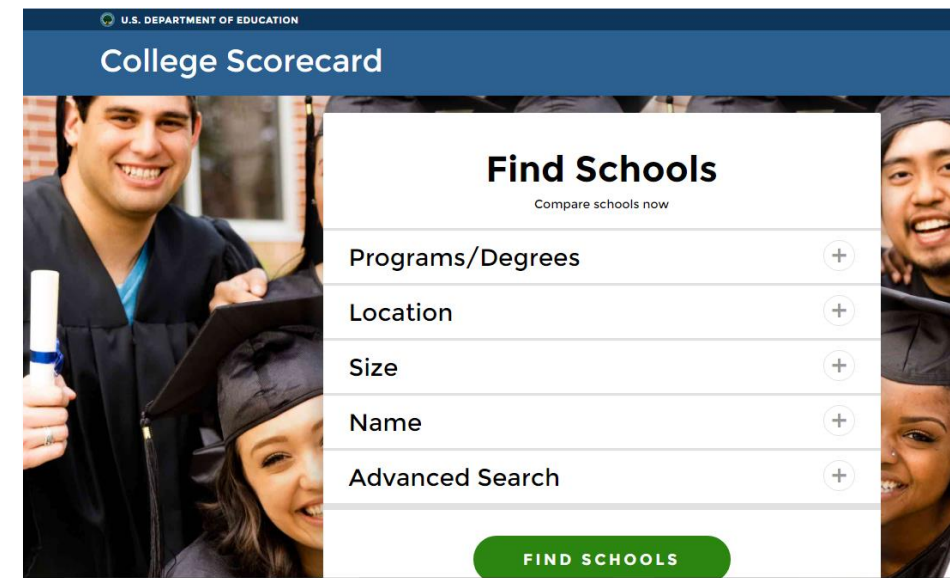 U.S. DEPARTMENT OF EDUCATION
College Scorecard
Find Schools
Compare schools now
Programs/Degrees
Location
Size
Name
Advanced Search
FIND SCHOOLS